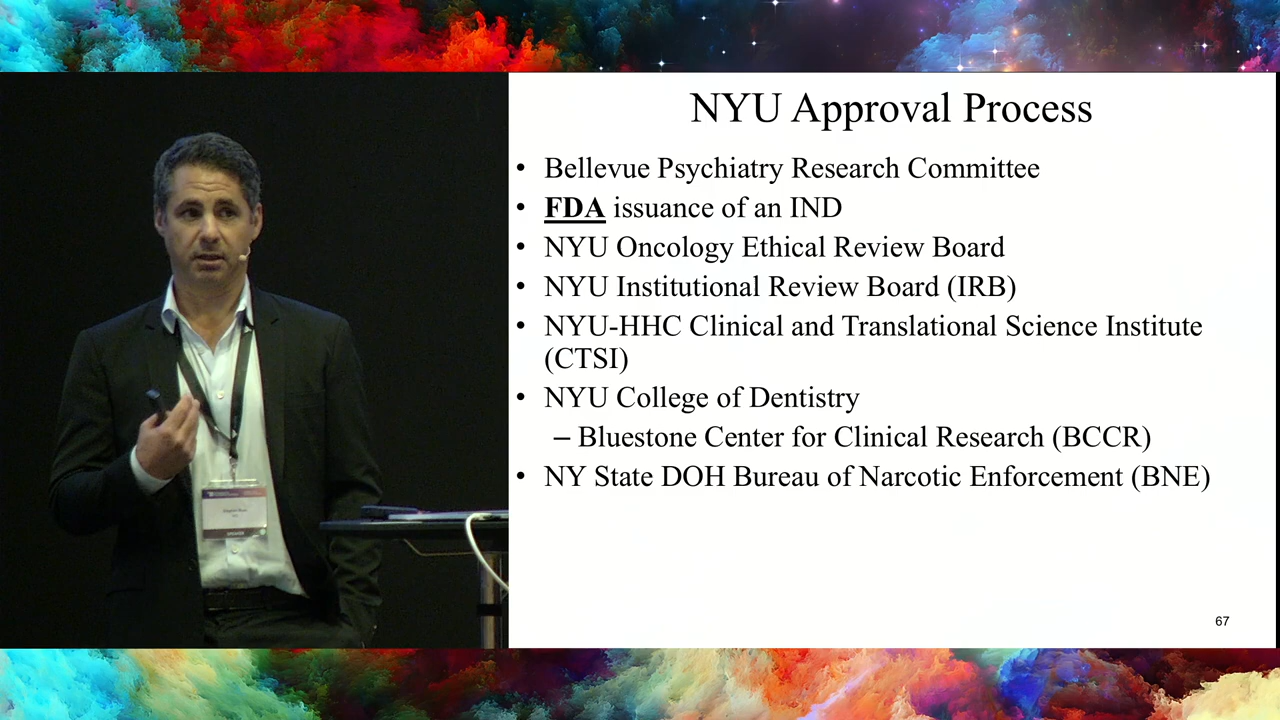 NYU Approval Process
• Bellevue Psychiatry Research Committee
• FDA issuance of an IND
• NYU Oncology Ethical Review Board
• NYU Institutional Review Board (IRB)
• NYU-HHC Clinical and Translational Science Institute
(CTSI)
• NYU College of Dentistry
– Bluestone Center for Clinical Research (BCCR)
• NY State DOH Bureau of Narcotic Enforcement (BNE)
67